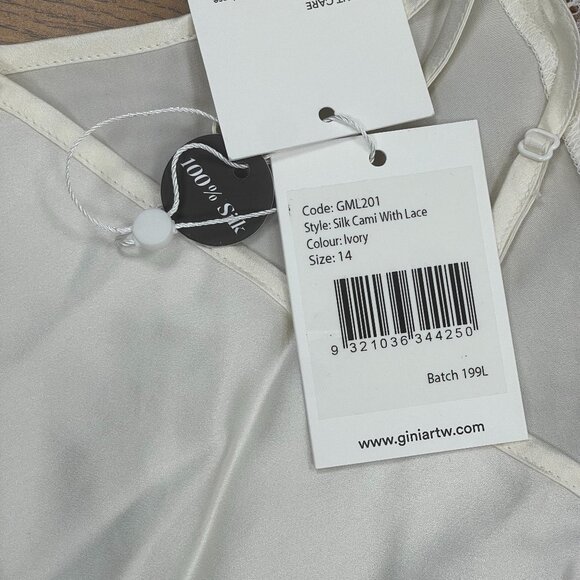 T CARE
100% Silk
Code: GML201
Style: Silk Cami With Lace
Colour: Ivory
Size: 14
9 321036 344250
Batch 199L
www.giniartw.com